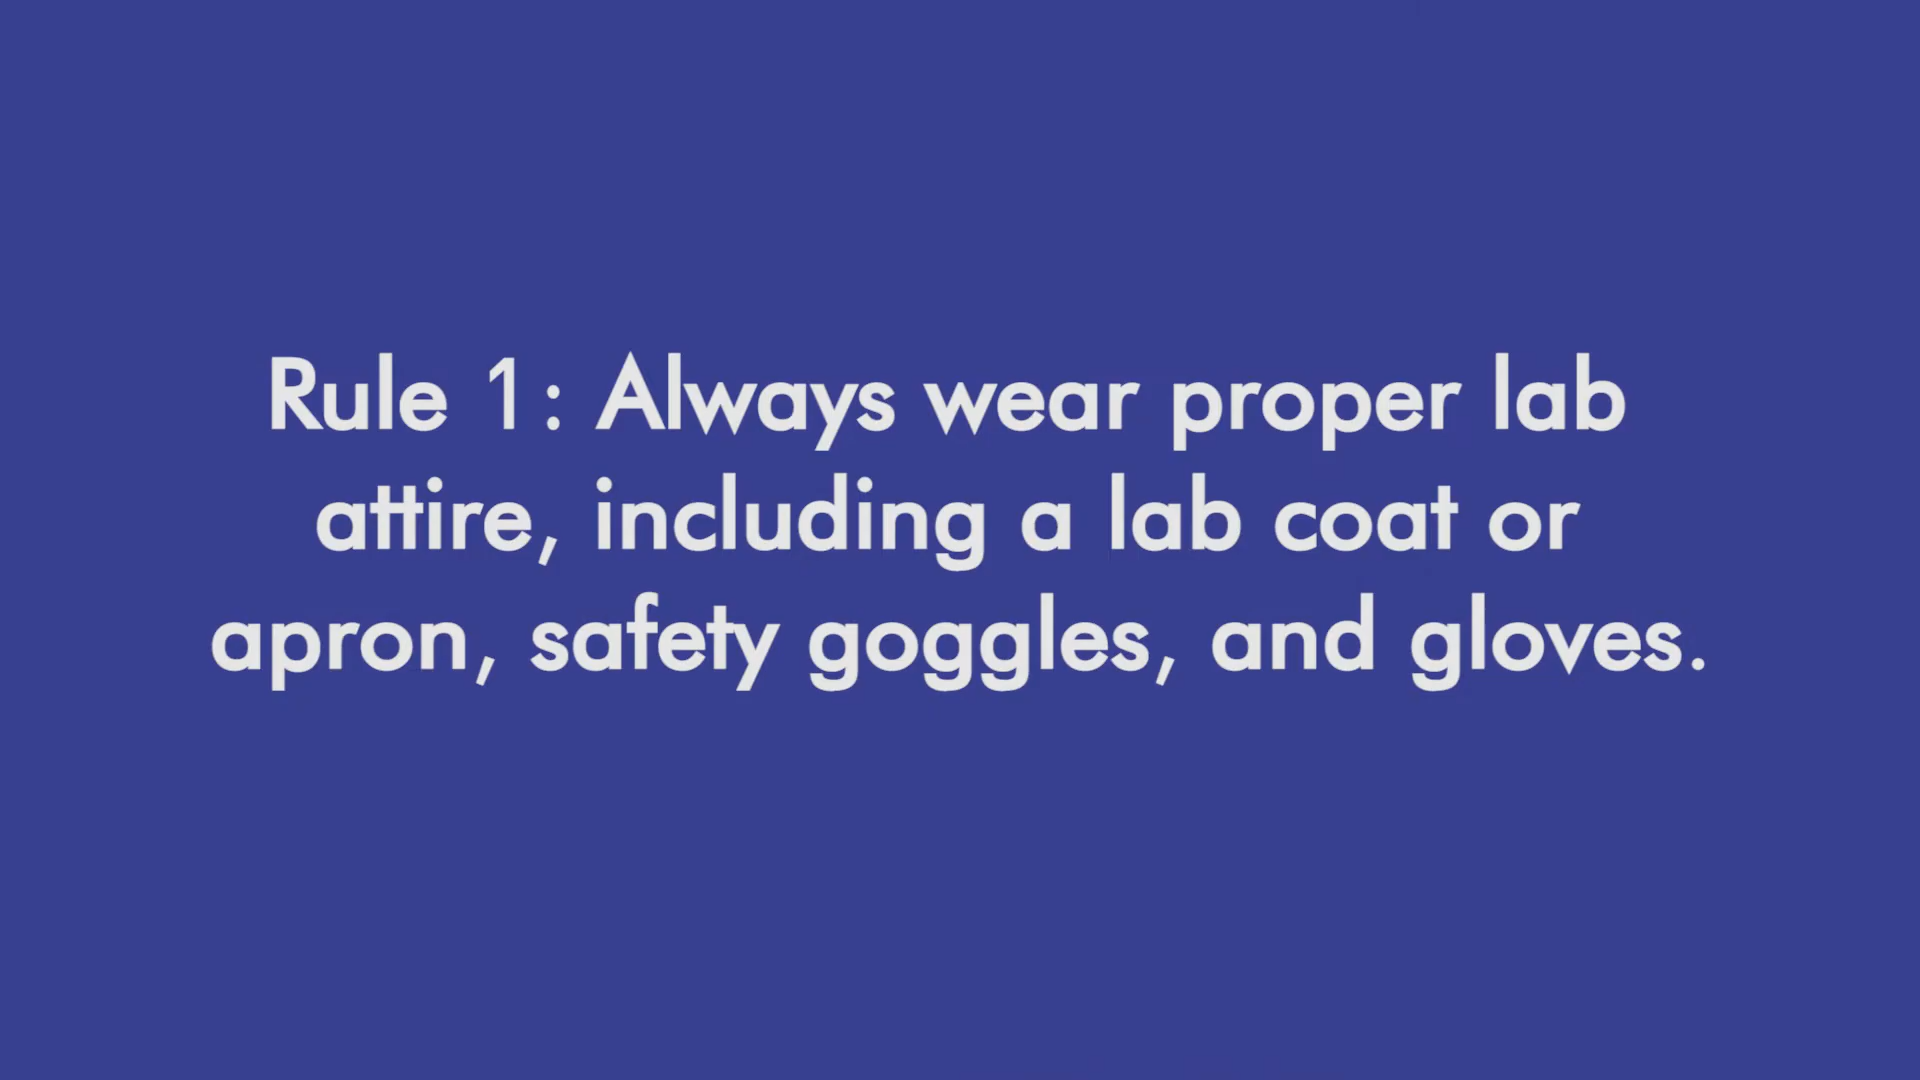 Rule 1: Always wear proper lab
attire, including a lab coat or
apron, safety goggles, and gloves.